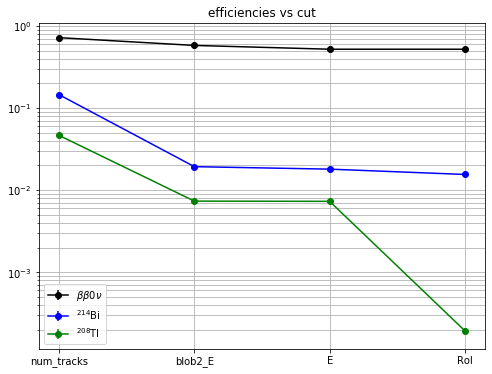 efficiencies vs cut
10⁰
10⁻¹
10⁻²
10⁻³
ββ0ν
²¹⁴Bi
²⁰⁸Tl
num_tracks blob2_E E RoI